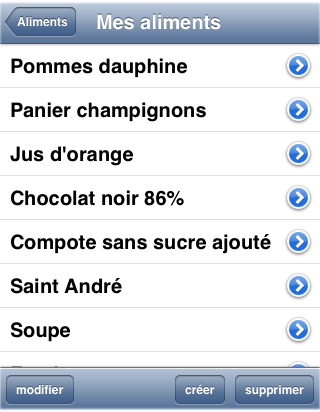 Aliments
Mes aliments
Pommes dauphine
Panier champignons
Jus d'orange
Chocolat noir 86%
Compote sans sucre ajouté
Saint André
Soupe
modifier
créer
supprimer